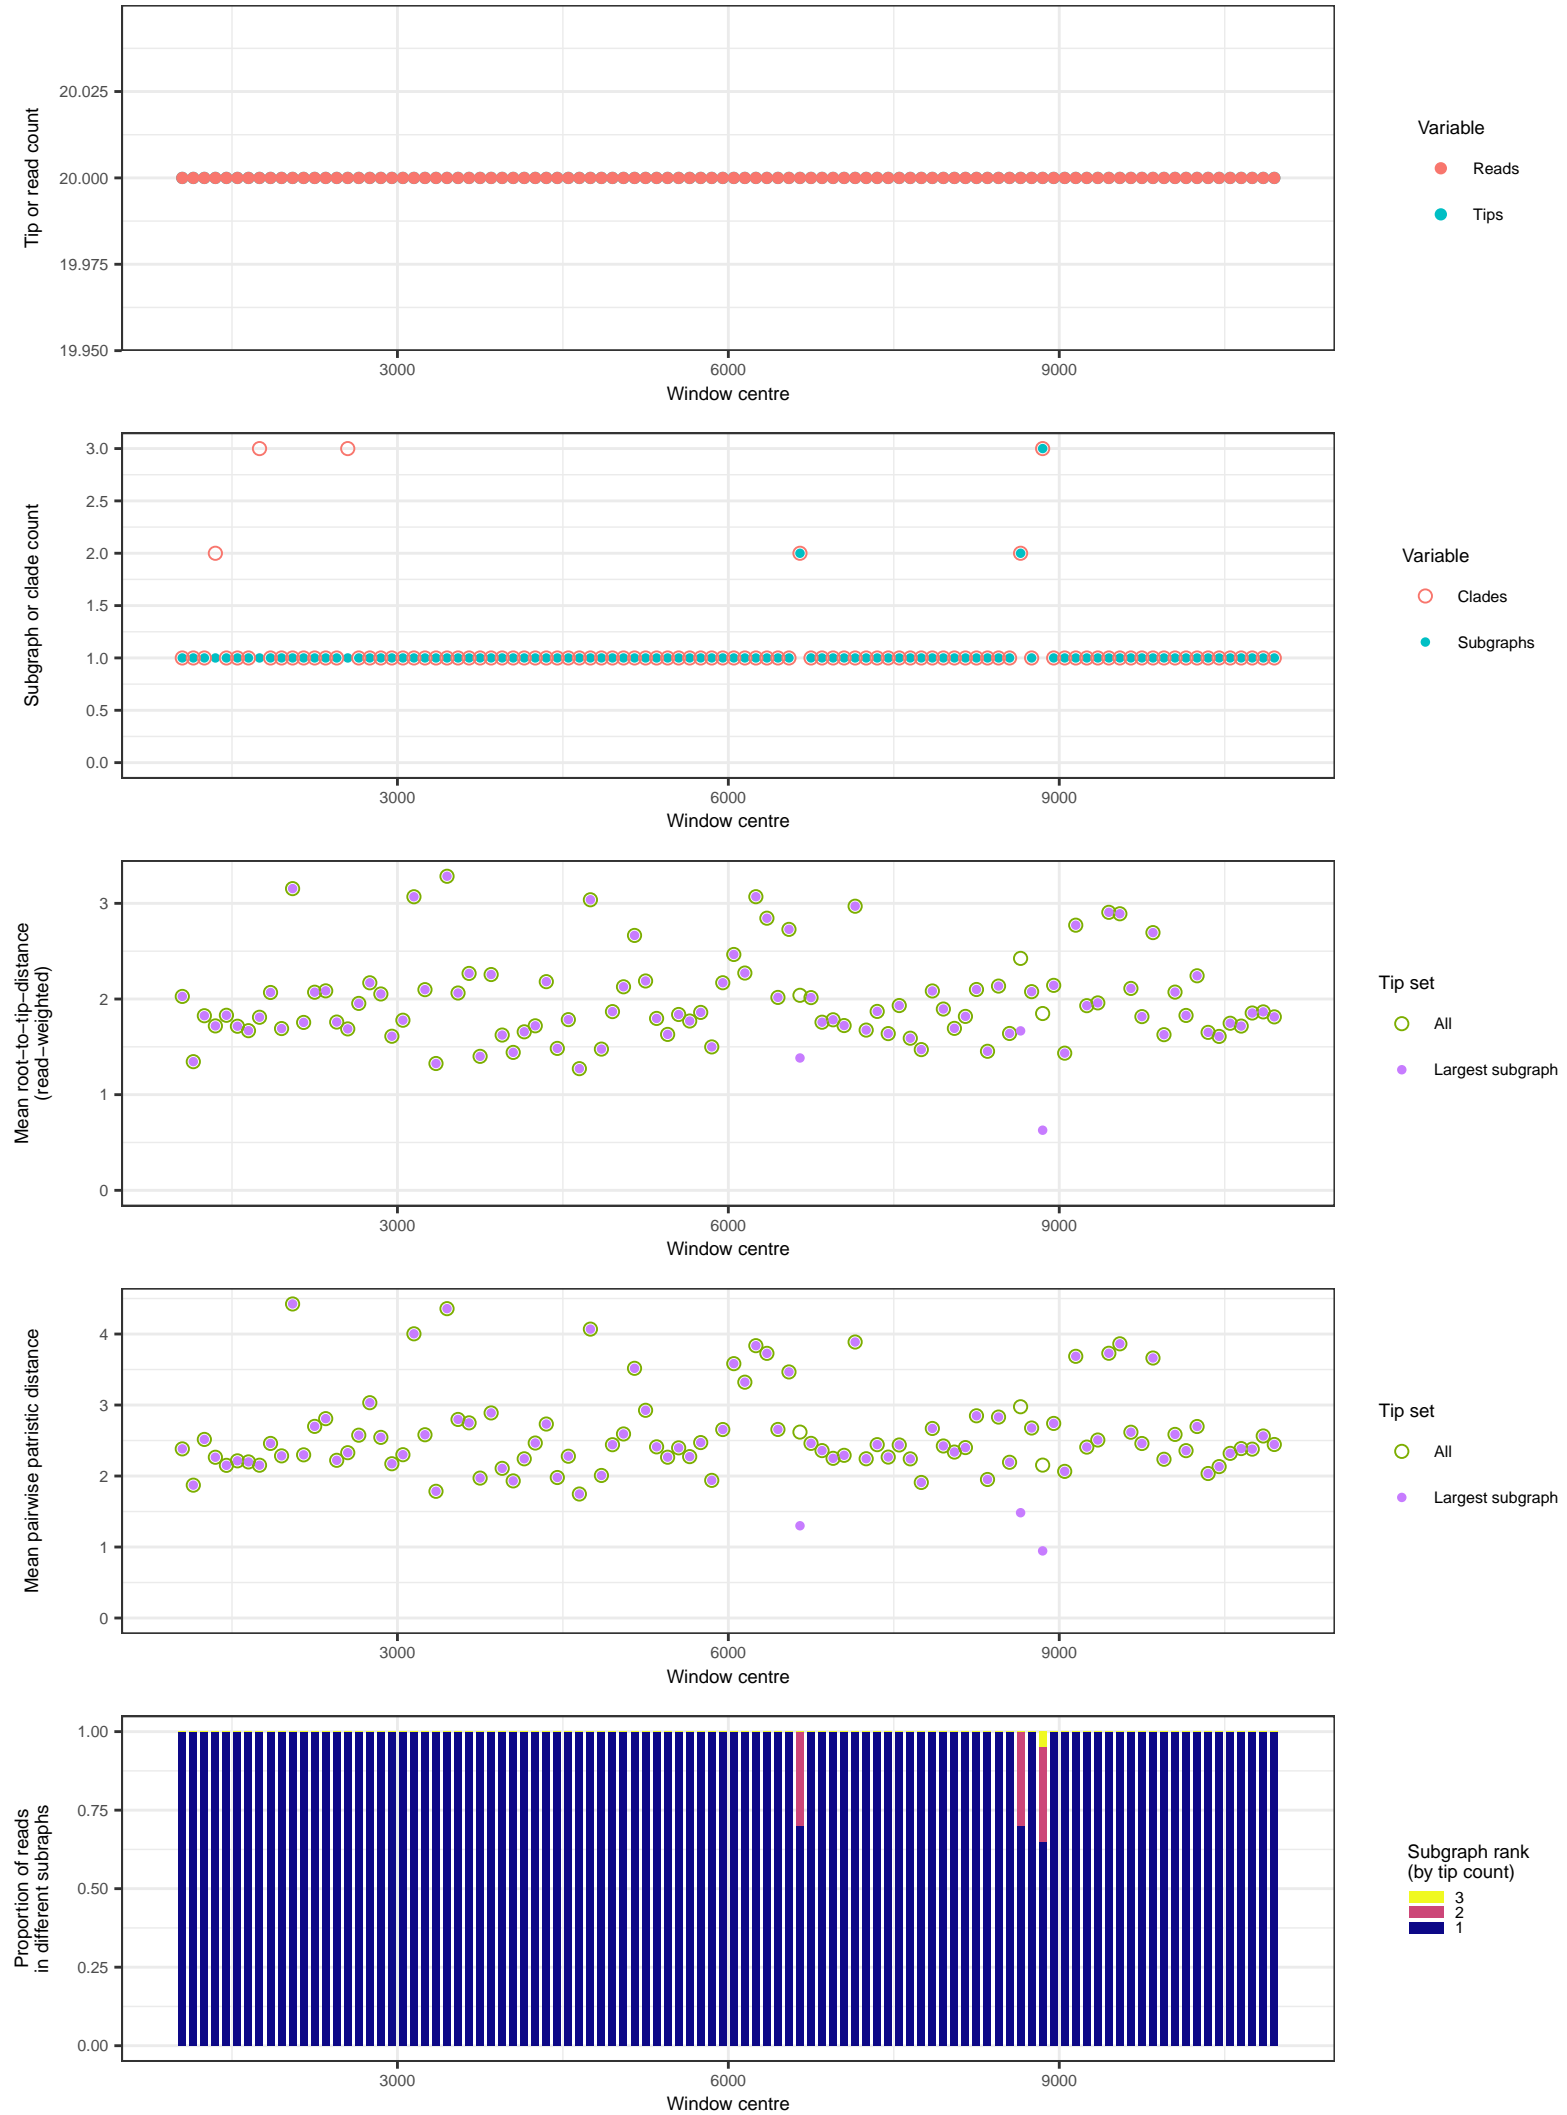 20.025
20.000
19.975
19.950
Tip or read count
3000 6000 9000
Window centre
Variable
Reads
Tips
3.0
2.5
2.0
1.5
1.0
0.5
0.0
Subgraph or clade count
3000 6000 9000
Window centre
Variable
Clades
Subgraphs
3
2
1
0
Mean root−to−tip−distance
(read−weighted)
3000 6000 9000
Window centre
Tip set
All
Largest subgraph
4
3
2
1
0
Mean pairwise patristic distance
3000 6000 9000
Window centre
Tip set
All
Largest subgraph
1.00
0.75
0.50
0.25
0.00
Proportion of reads
in different subraphs
3000 6000 9000
Window centre
Subgraph rank
(by tip count)
3
2
1